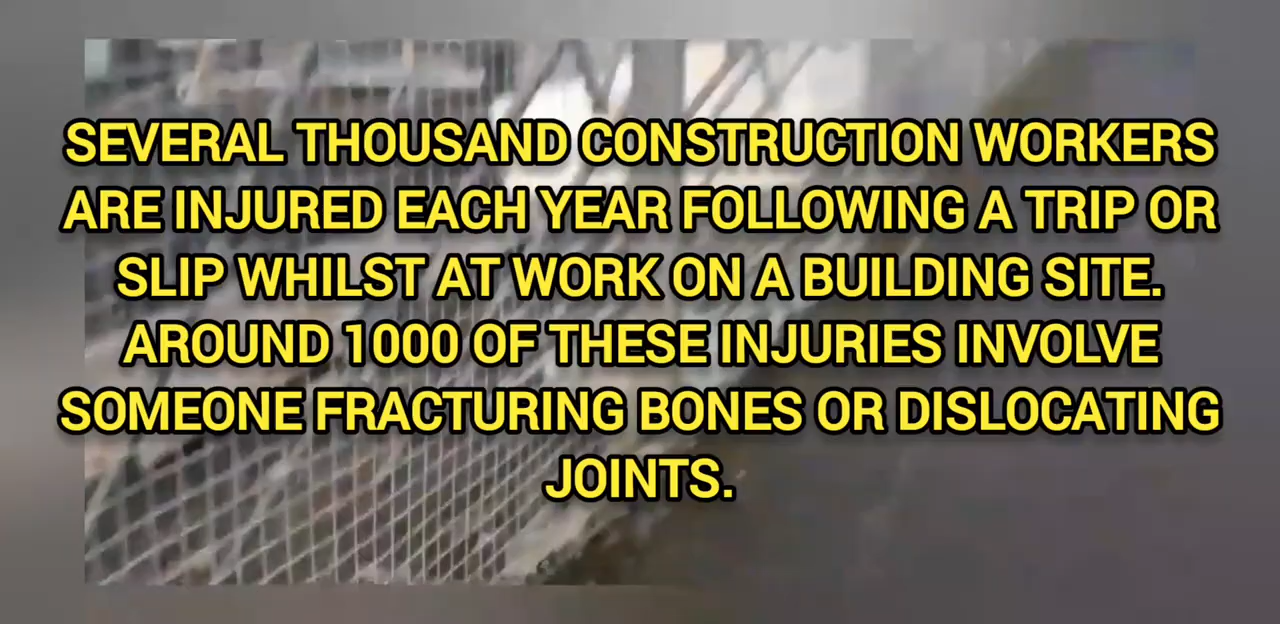 SEVERAL THOUSAND CONSTRUCTION WORKERS
ARE INJURED EACH YEAR FOLLOWING A TRIP OR
SLIP WHILST AT WORK ON A BUILDING SITE.
AROUND 1000 OF THESE INJURIES INVOLVE
SOMEONE FRACTURING BONES OR DISLOCATING
JOINTS.